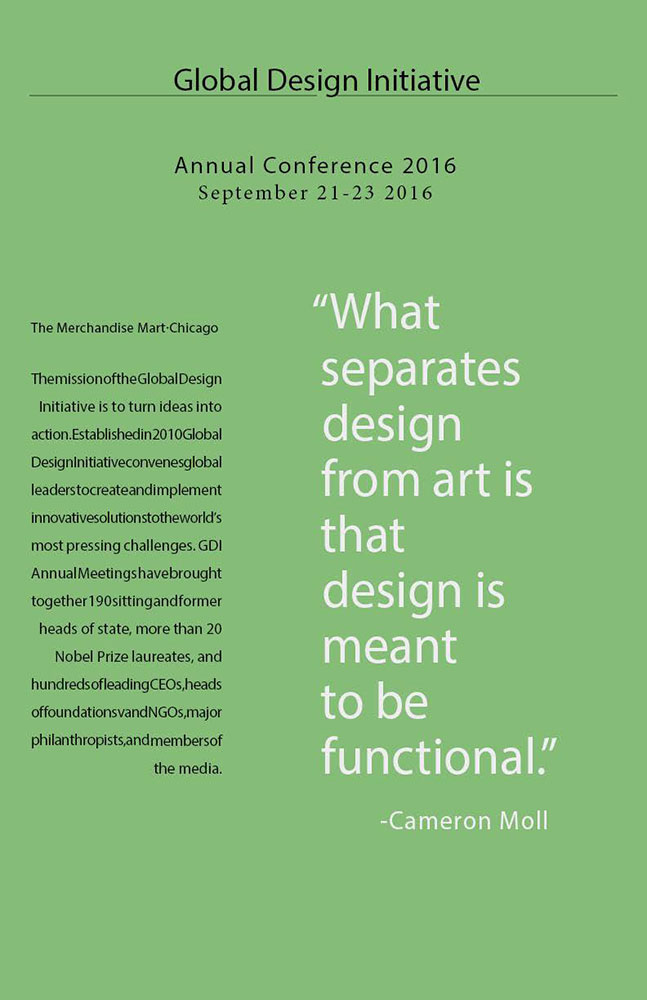 Global Design Initiative
Annual Conference 2016
September 21-23 2016
The Merchandise Mart·Chicago
ThemissionoftheGlobalDesign
Initiative is to turn ideas into
action.Establishedin2010Global
DesignInitiativeconvenesglobal
leaderstocreateandimplement
innovativesolutionstotheworld’s
most pressing challenges. GDI
AnnualMeetingshavebrought
together190sittingandformer
heads of state, more than 20
Nobel Prize laureates, and
hundredsofleadingCEOs,heads
offoundationsvandNGOs,major
philanthropists,andmembersof
the media.
“What
separates
design
from art is
that
design is
meant
to be
functional.”
-Cameron Moll